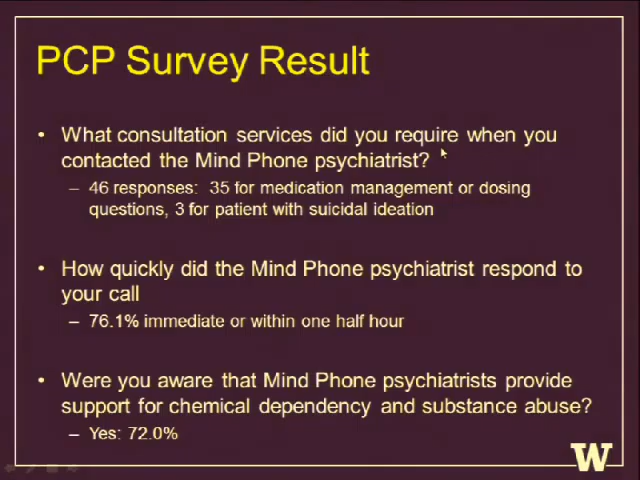 PCP Survey Result
• What consultation services did you require when you
contacted the Mind Phone psychiatrist?
– 46 responses: 35 for medication management or dosing
questions, 3 for patient with suicidal ideation
• How quickly did the Mind Phone psychiatrist respond to
your call
– 76.1% immediate or within one half hour
• Were you aware that Mind Phone psychiatrists provide
support for chemical dependency and substance abuse?
– Yes: 72.0%
W